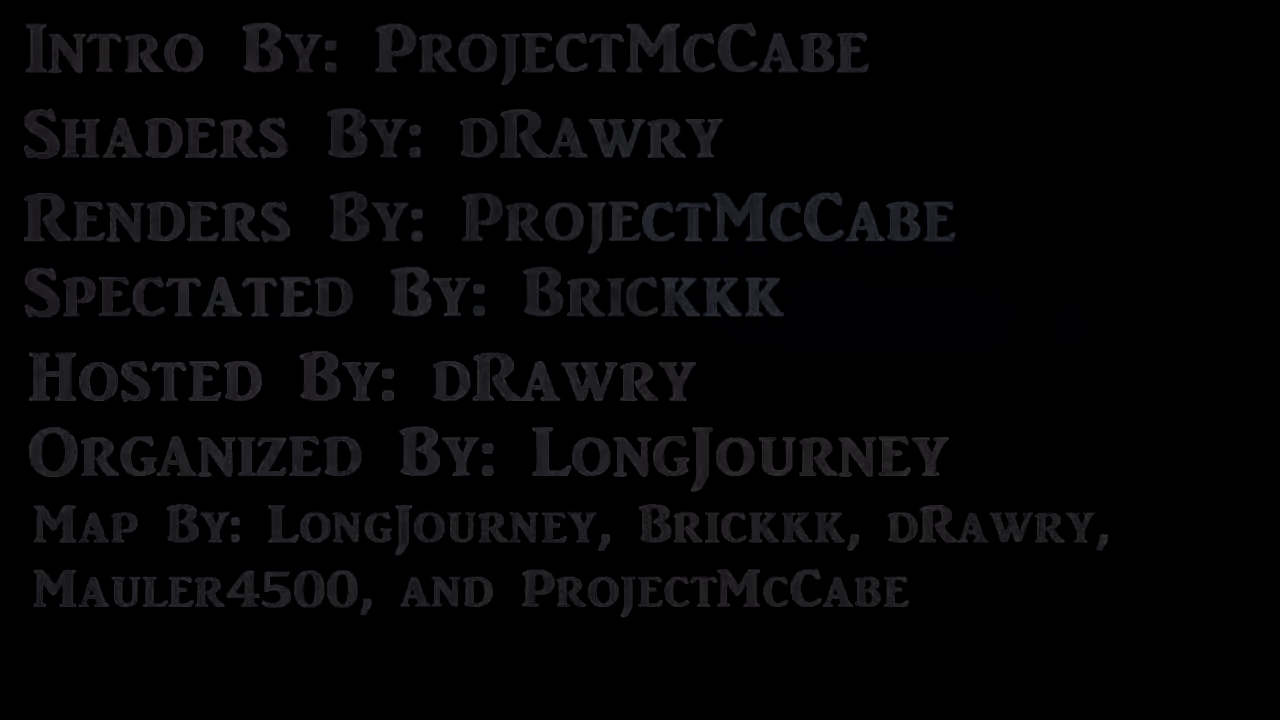 Intro By: ProjectMcCabe
Shaders By: dRawry
Renders By: ProjectMcCabe
Spectated By: Brickkk
Hosted By: dRawry
Organized By: LongJourney
Map By: LongJourney, Brickkk, dRawry,
Mauler4500, and ProjectMcCabe